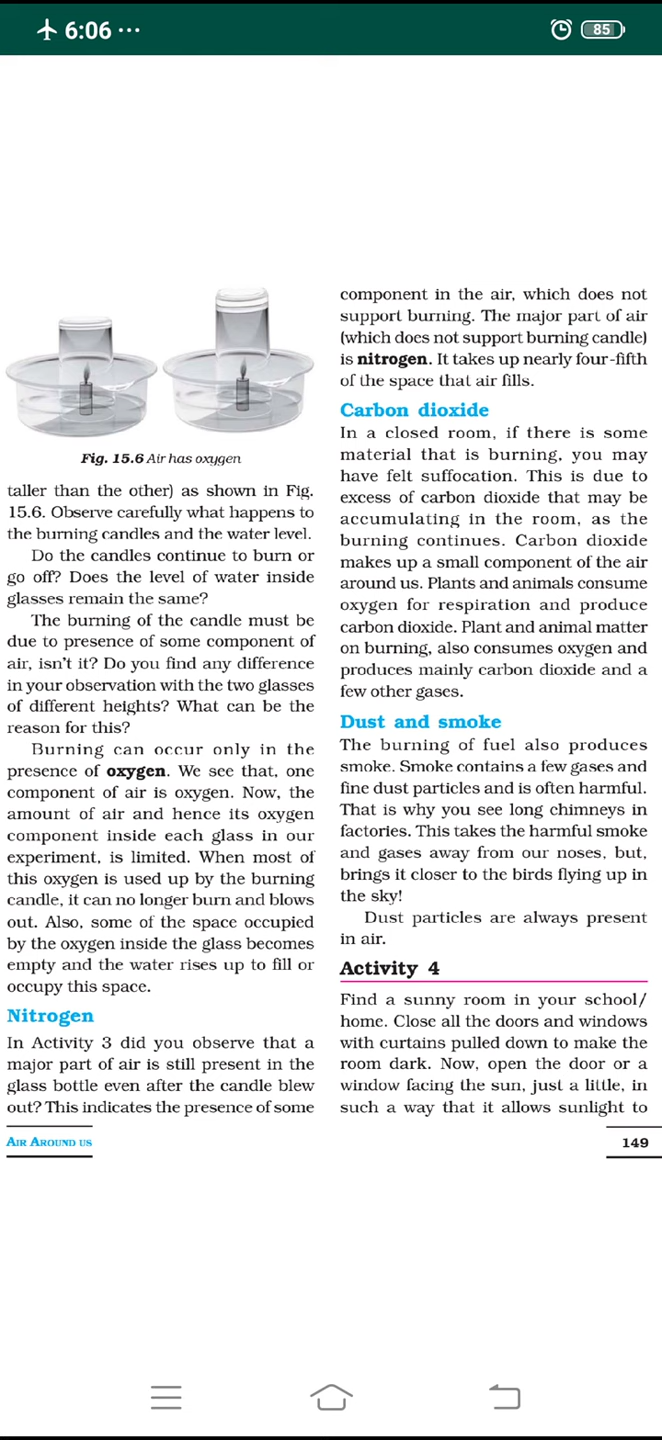 6:06 ...
85
Fig. 15.6 Air has oxygen
taller than the other) as shown in Fig.
15.6. Observe carefully what happens to
the burning candles and the water level.
Do the candles continue to burn or
go off? Does the level of water inside
glasses remain the same?
The burning of the candle must be
due to presence of some component of
air, isn't it? Do you find any difference
in your observation with the two glasses
of different heights? What can be the
reason for this?
Burning can occur only in the
presence of oxygen. We see that, one
component of air is oxygen. Now, the
amount of air and hence its oxygen
component inside each glass in our
experiment, is limited. When most of
this oxygen is used up by the burning
candle, it can no longer burn and blows
out. Also, some of the space occupied
by the oxygen inside the glass becomes
empty and the water rises up to fill or
occupy this space.
Nitrogen
In Activity 3 did you observe that a
major part of air is still present in the
glass bottle even after the candle blew
out? This indicates the presence of some
component in the air, which does not
support burning. The major part of air
(which does not support burning candle)
is nitrogen. It takes up nearly four-fifth
of the space that air fills.
Carbon dioxide
In a closed room, if there is some
material that is burning, you may
have felt suffocation. This is due to
excess of carbon dioxide that may be
accumulating in the room, as the
burning continues. Carbon dioxide
makes up a small component of the air
around us. Plants and animals consume
oxygen for respiration and produce
carbon dioxide. Plant and animal matter
on burning, also consumes oxygen and
produces mainly carbon dioxide and a
few other gases.
Dust and smoke
The burning of fuel also produces
smoke. Smoke contains a few gases and
fine dust particles and is often harmful.
That is why you see long chimneys in
factories. This takes the harmful smoke
and gases away from our noses, but,
brings it closer to the birds flying up in
the sky!
Dust particles are always present
in air.
Activity 4
Find a sunny room in your school/
home. Close all the doors and windows
with curtains pulled down to make the
room dark. Now, open the door or a
window facing the sun, just a little, in
such a way that it allows sunlight to
AIR AROUND US
149